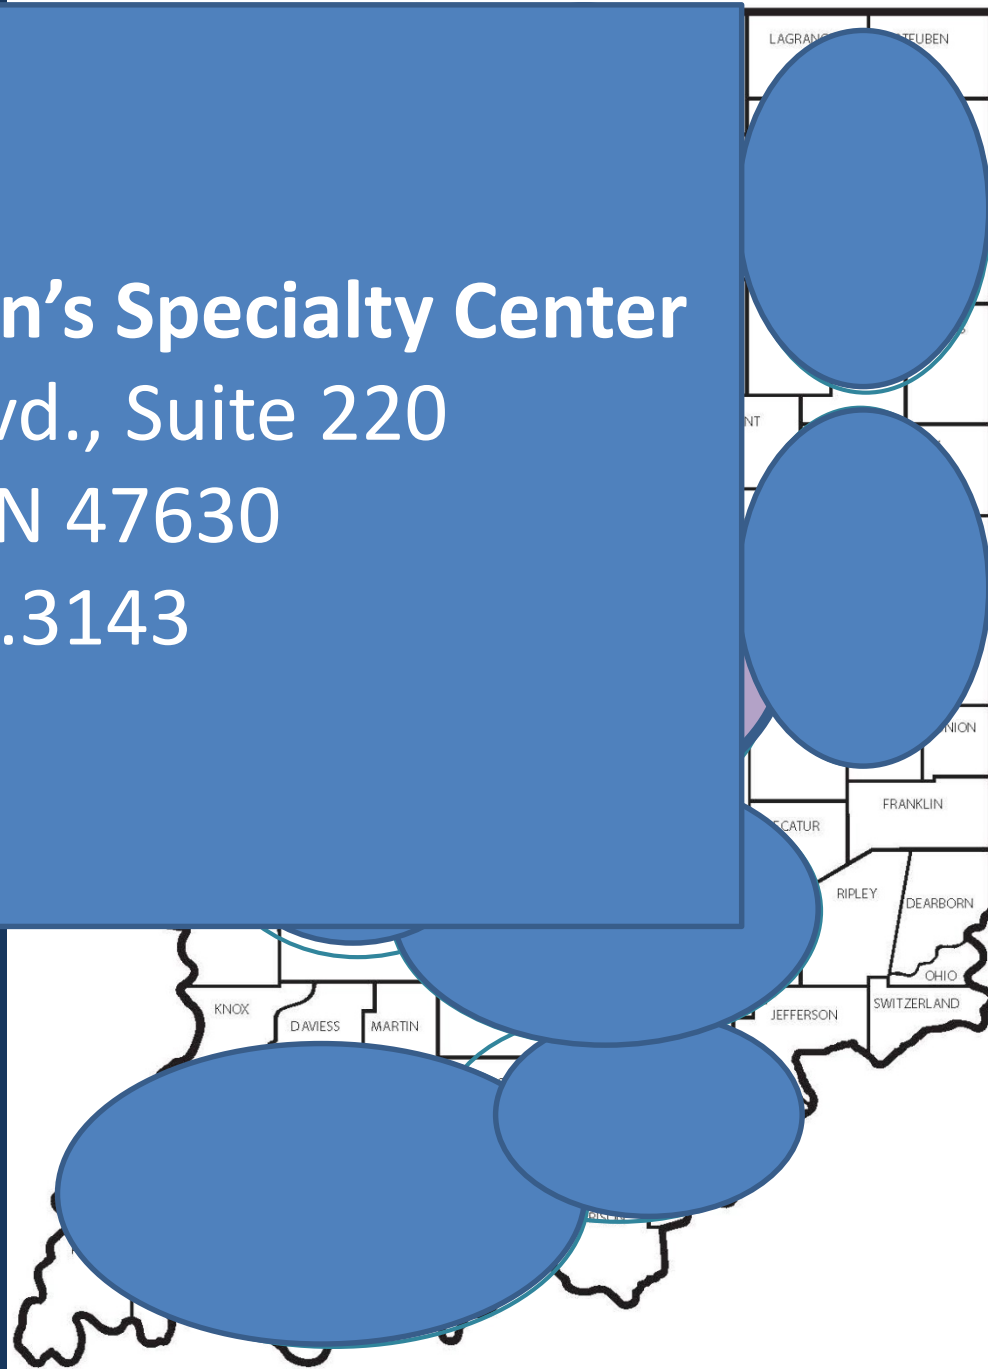 LAGRAN
TEUBEN
n's Specialty Center
vd., Suite 220
NT
N 47630
.3143
NION
FRANKLIN
CATUR
RIPLEY
DEARBORN
OHIO
KNOX
SWITZERLAND
JEFFERSON
DAVIESS
MARTIN